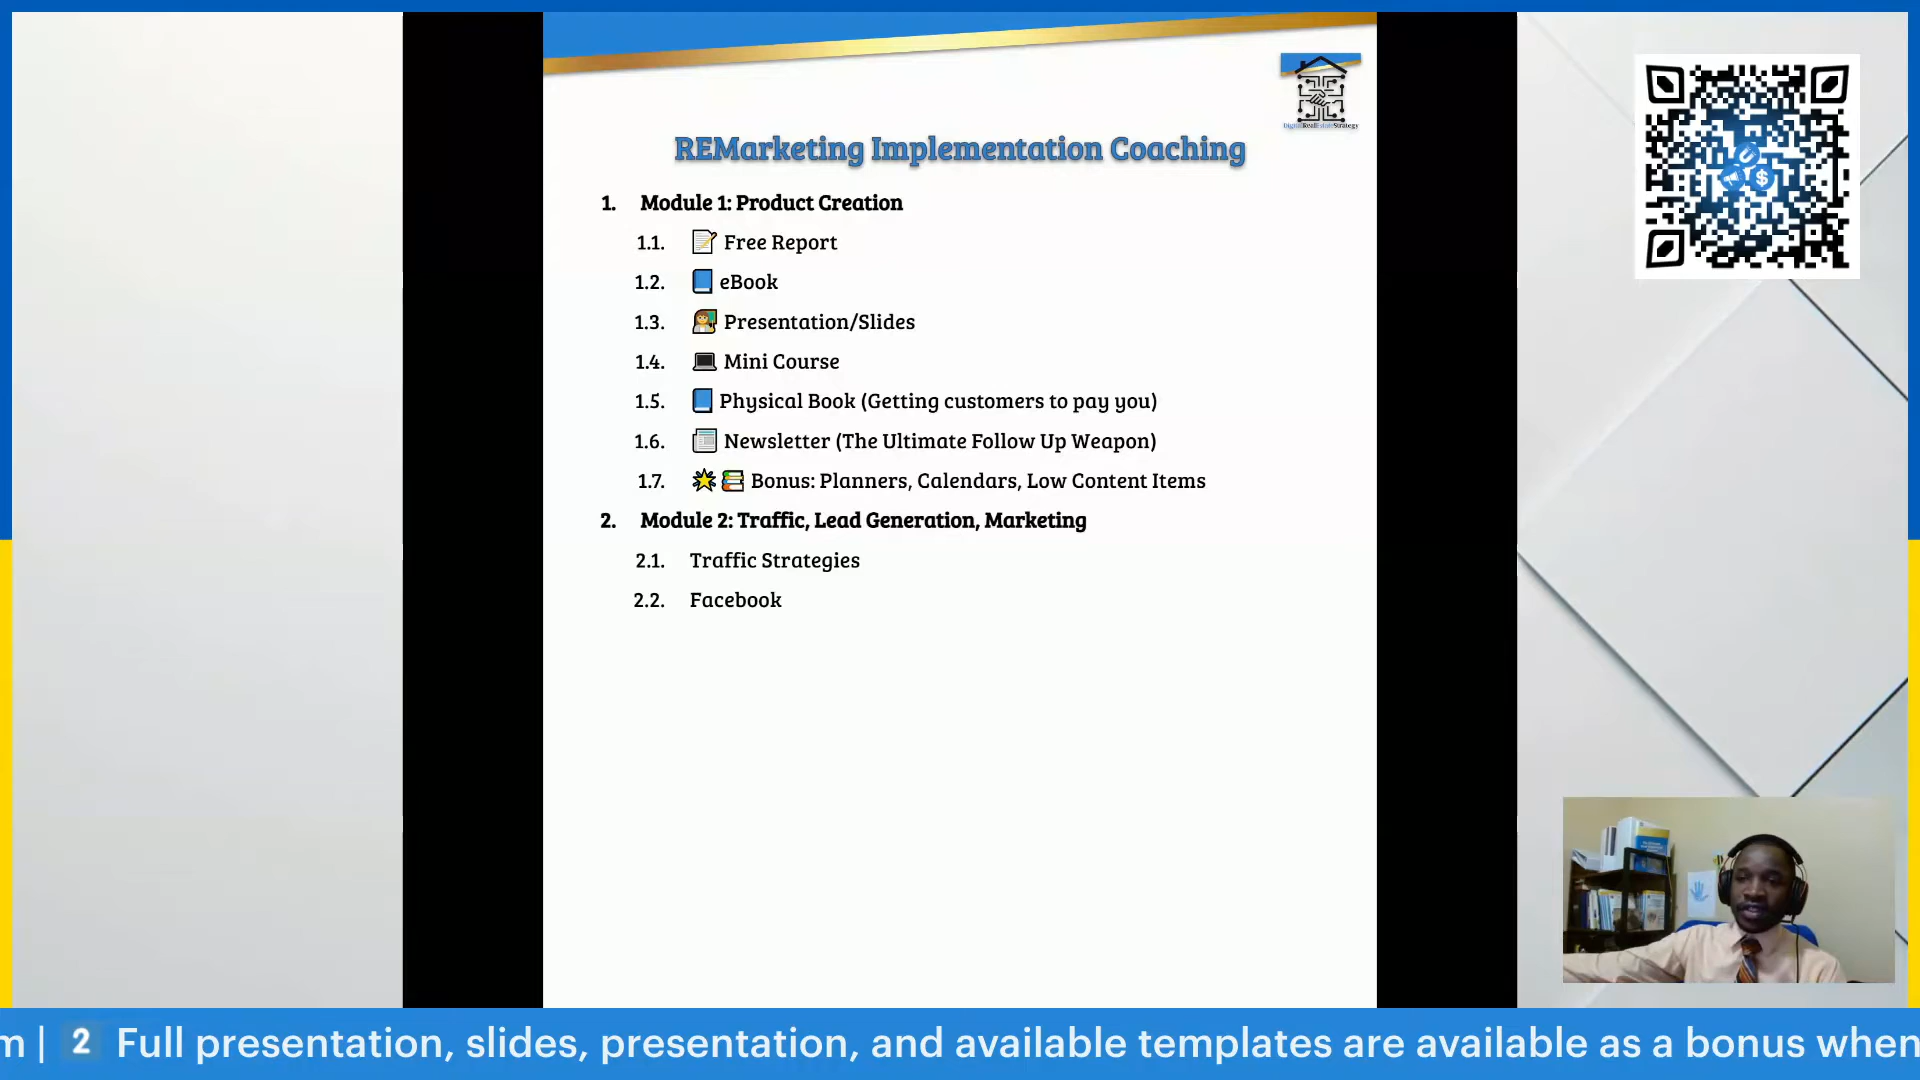 DigitalRealEstateStrategy
REMarketing Implementation Coaching
1. Module 1: Product Creation
1.1. Free Report
1.2. eBook
1.3. Presentation/Slides
1.4. Mini Course
1.5. Physical Book (Getting customers to pay you)
1.6. Newsletter (The Ultimate Follow Up Weapon)
1.7. Bonus: Planners, Calendars, Low Content Items
2. Module 2: Traffic, Lead Generation, Marketing
2.1. Traffic Strategies
2.2. Facebook
m | 2 Full presentation, slides, presentation, and available templates are available as a bonus when